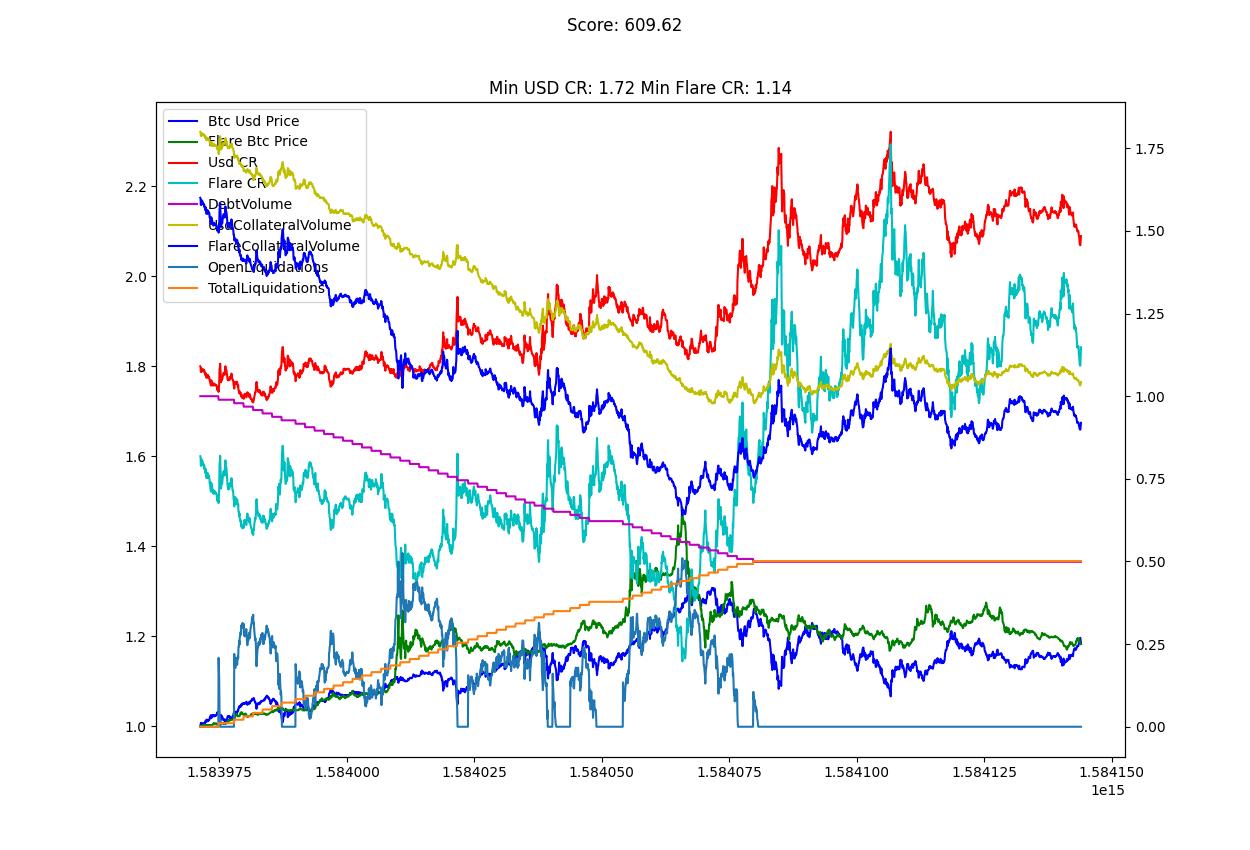 Score: 609.62
Min USD CR: 1.72 Min Flare CR: 1.14
Btc Usd Price
Flare Btc Price
Usd CR
Flare CR
DebtVolume
UsdCollateralVolume
FlareCollateralVolume
OpenLiquidations
TotalLiquidations
2.2
2.0
1.8
1.6
1.4
1.2
1.0
1.75
1.50
1.25
1.00
0.75
0.50
0.25
0.00
1.583975 1.584000 1.584025 1.584050 1.584075 1.584100 1.584125 1.584150
1e15